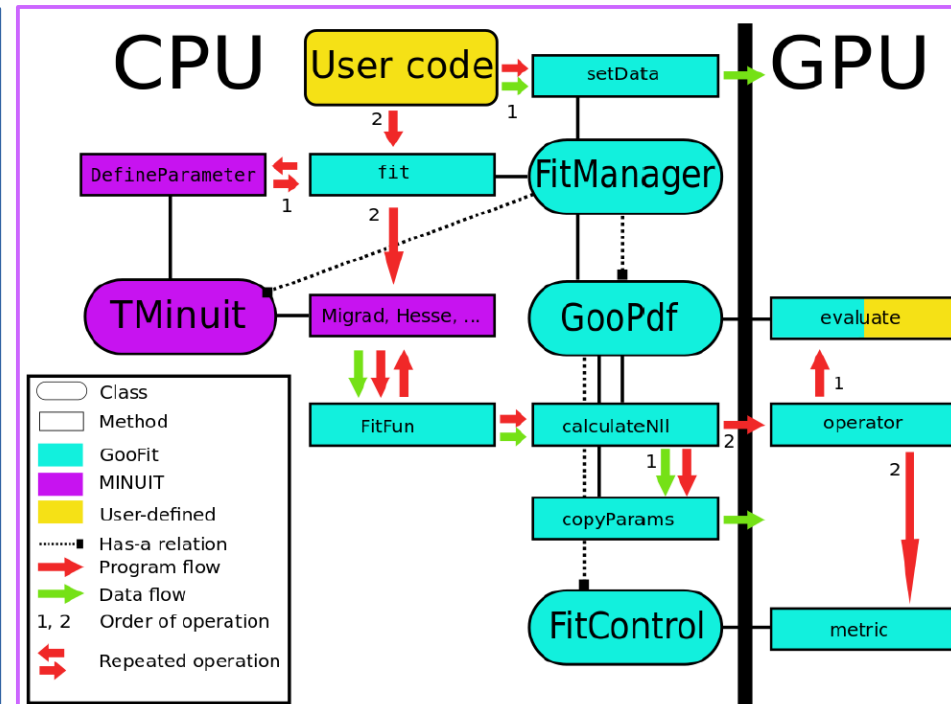 CPU
GPU
User code
setData
1
2
DefineParameter
fit
FitManager
1
2
TMinuit
Migrad, Hesse, ...
GooPdf
evaluate
1
FitFun
calculateNll
2
operator
1
2
copyParams
FitControl
metric
Class
Method
GooFit
MINUIT
User-defined
Has-a relation
Program flow
Data flow
1, 2 Order of operation
Repeated operation